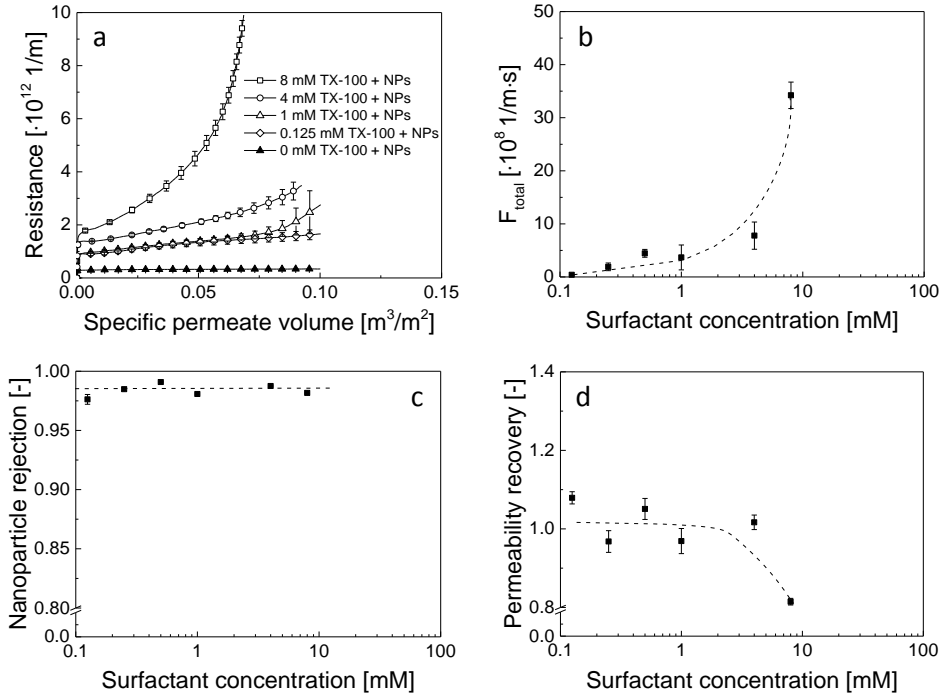 a
Resistance [·10¹² 1/m]
10
8
6
4
2
0
8 mM TX-100 + NPs
4 mM TX-100 + NPs
1 mM TX-100 + NPs
0.125 mM TX-100 + NPs
0 mM TX-100 + NPs
0.00 0.05 0.10 0.15
Specific permeate volume [m³/m²]
b
F_total [·10⁸ 1/m·s]
50
40
30
20
10
0
0.1 1 10 100
Surfactant concentration [mM]
c
Nanoparticle rejection [-]
1.00
0.95
0.90
0.85
0.80
0.0
0.1 1 10 100
Surfactant concentration [mM]
d
Permeability recovery [-]
1.4
1.2
1.0
0.8
0.0
0.1 1 10 100
Surfactant concentration [mM]